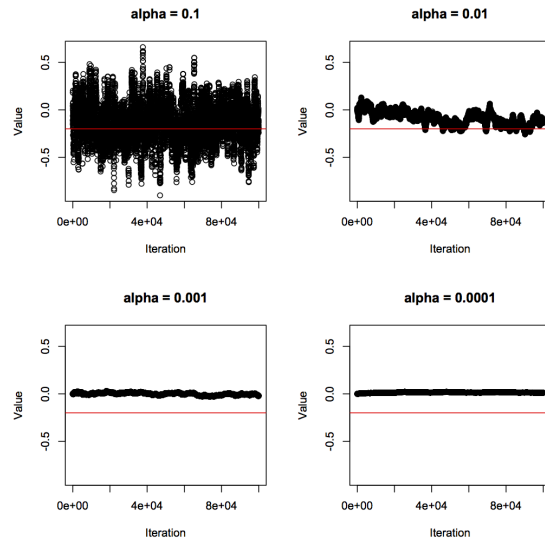 alpha = 0.1
alpha = 0.01
Value
0.5
0.0
-0.5
0e+00 4e+04 8e+04
Iteration
Value
0.5
0.0
-0.5
0e+00 4e+04 8e+04
Iteration
alpha = 0.001
alpha = 0.0001
Value
0.5
0.0
-0.5
0e+00 4e+04 8e+04
Iteration
Value
0.5
0.0
-0.5
0e+00 4e+04 8e+04
Iteration